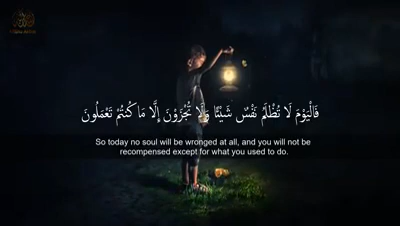 فَالْيَوْمَ لَا تُظْلَمُ نَفْسٌ شَيْئًا وَلَا تُجْزَوْنَ إِلَّا مَا كُنتُمْ تَعْمَلُونَ
So today no soul will be wronged at all, and you will not be
recompensed except for what you used to do.